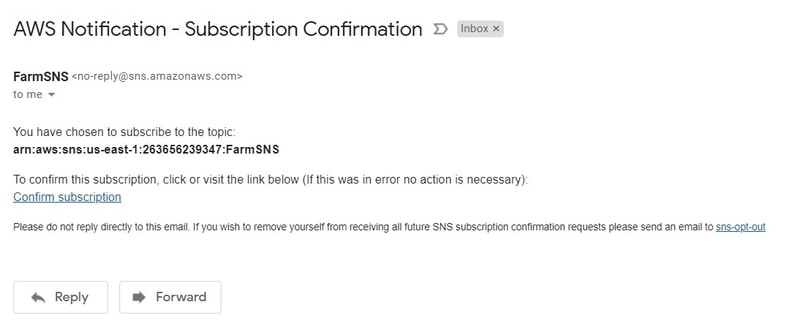 AWS Notification - Subscription Confirmation Inbox ×
FarmSNS <no-reply@sns.amazonaws.com>
to me
You have chosen to subscribe to the topic:
arn:aws:sns:us-east-1:263656239347:FarmSNS
To confirm this subscription, click or visit the link below (If this was in error no action is necessary):
Confirm subscription
Please do not reply directly to this email. If you wish to remove yourself from receiving all future SNS subscription confirmation requests please send an email to sns-opt-out
Reply Forward